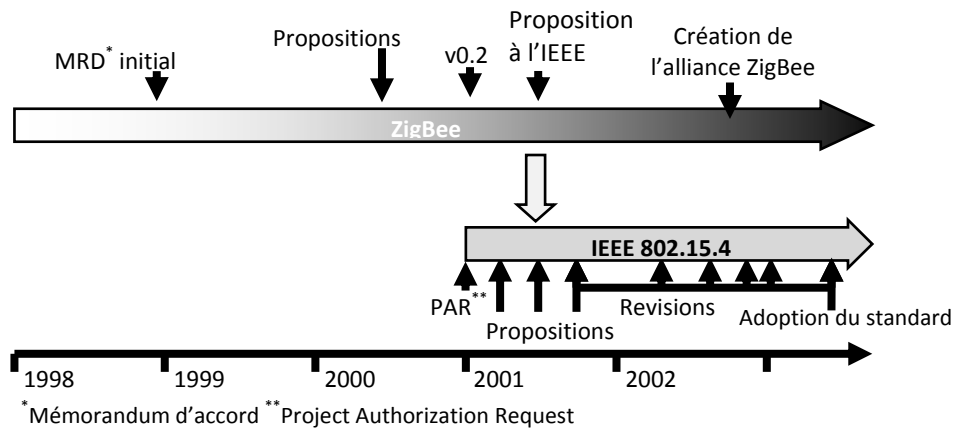 Propositions
MRD* initial
v0.2
Proposition
à l'IEEE
Création de
l'alliance ZigBee
ZigBee
IEEE 802.15.4
PAR**
Propositions
Revisions
Adoption du standard
1998
1999
2000
2001
2002
*Mémorandum d'accord **Project Authorization Request